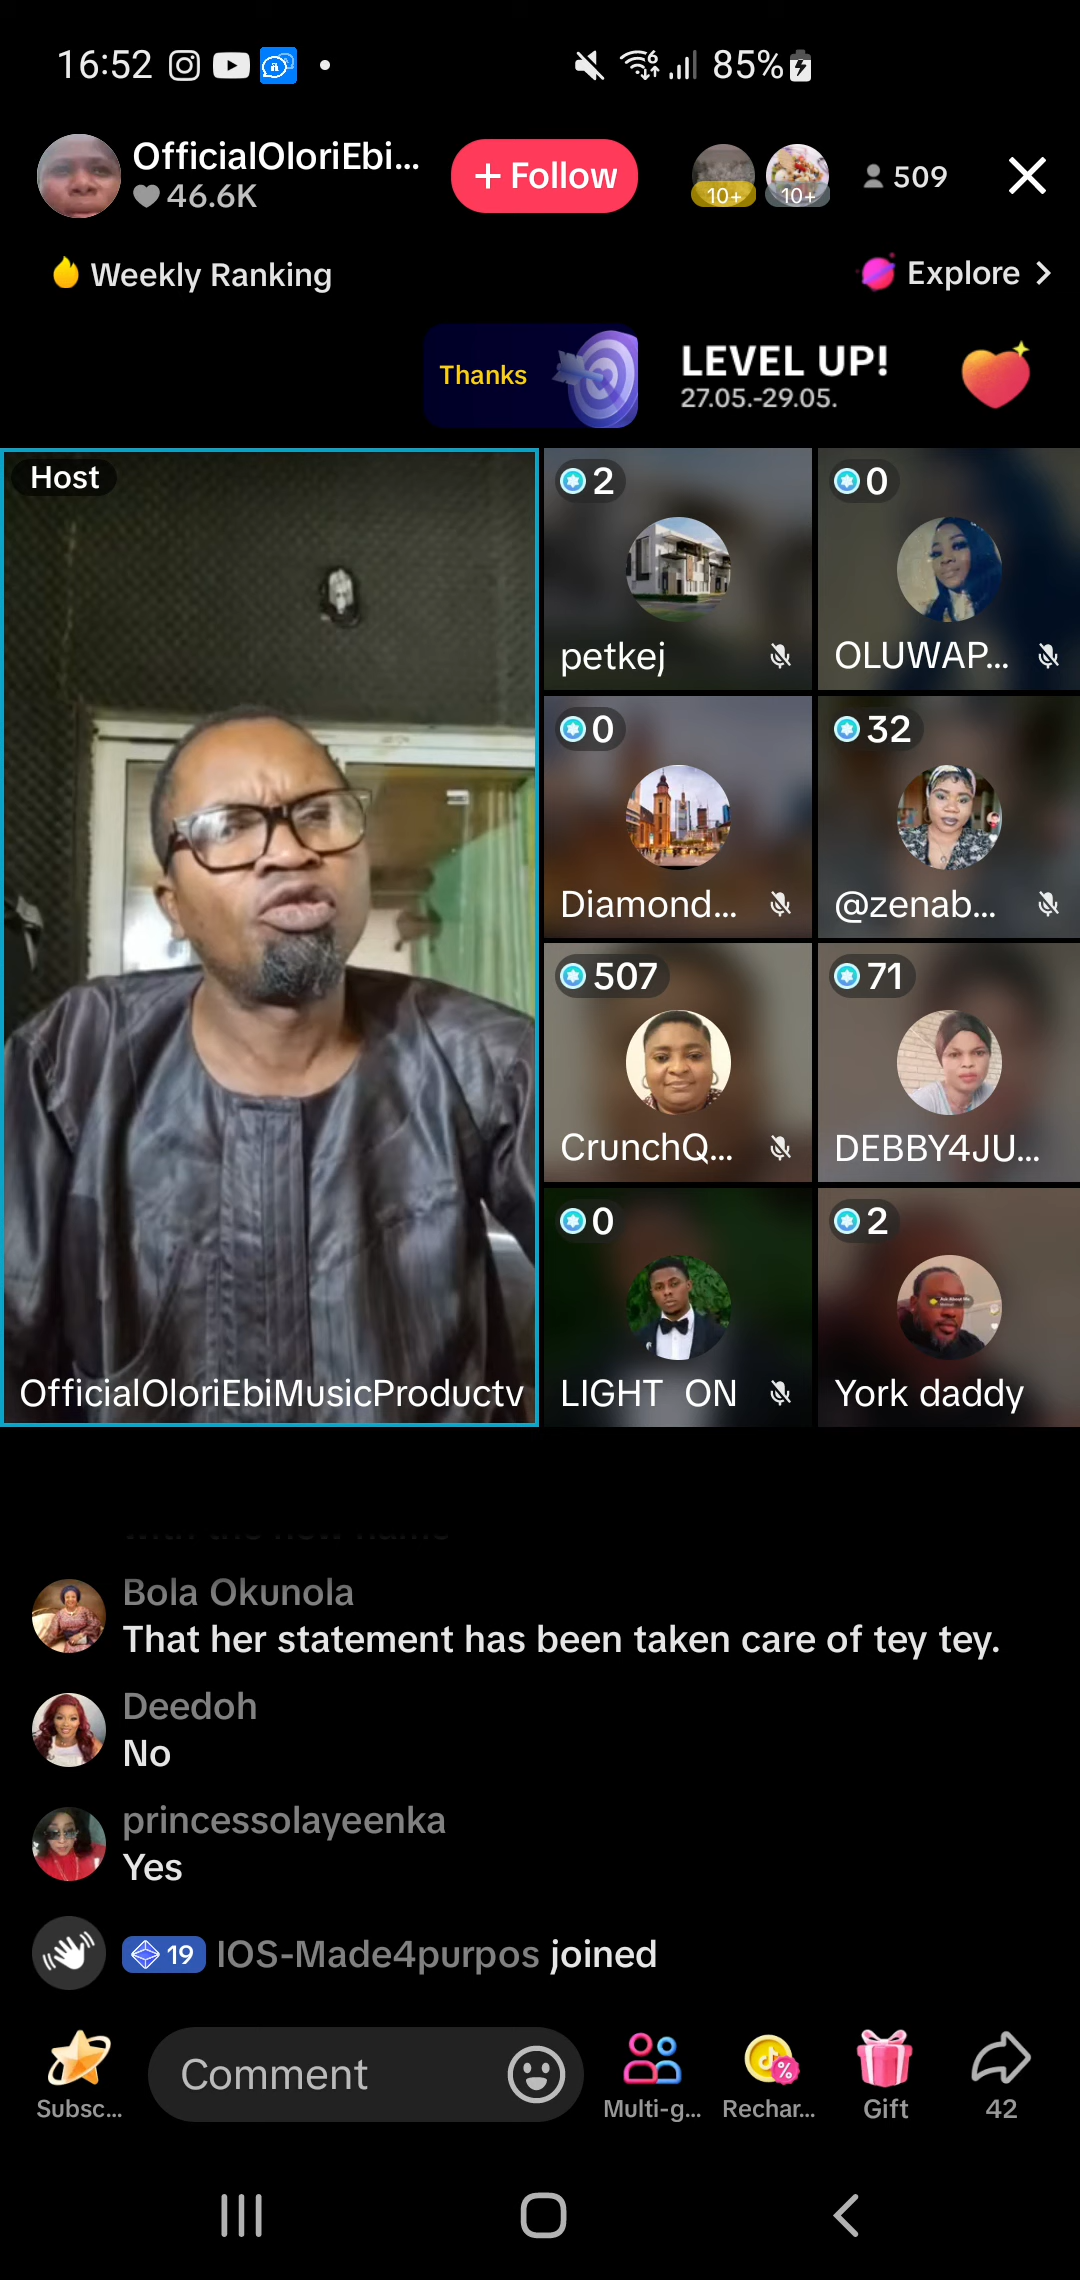 16:52
85%
OfficialOloriEbi...
46.6K
+ Follow
10+
10+
509
Weekly Ranking
Explore >
Thanks
LEVEL UP!
27.05.-29.05.
Host
2
petkej
0
OLUWAP...
0
Diamond...
32
@zenab...
507
CrunchQ...
71
DEBBY4JU...
0
LIGHT ON
2
York daddy
OfficialOloriEbiMusicProductv
Bola Okunola
That her statement has been taken care of tey tey.
Deedoh
No
princessolayeenka
Yes
19 IOS-Made4purpos joined
Comment
Subsc...
Multi-g...
Rechar...
Gift
42